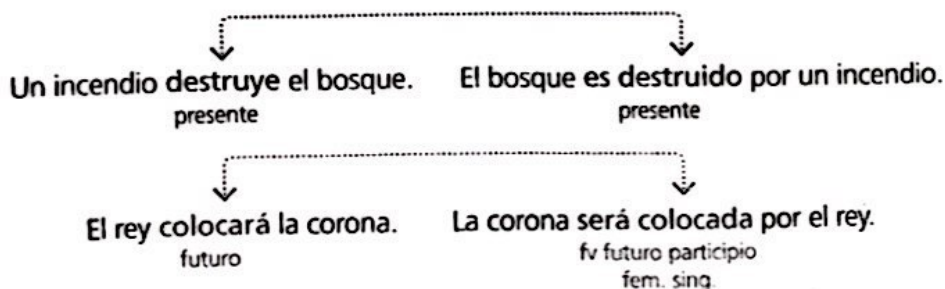 Un incendio destruye el bosque. El bosque es destruido por un incendio.
presente presente
El rey colocará la corona. La corona será colocada por el rey.
futuro fv futuro participio
fem. sing.